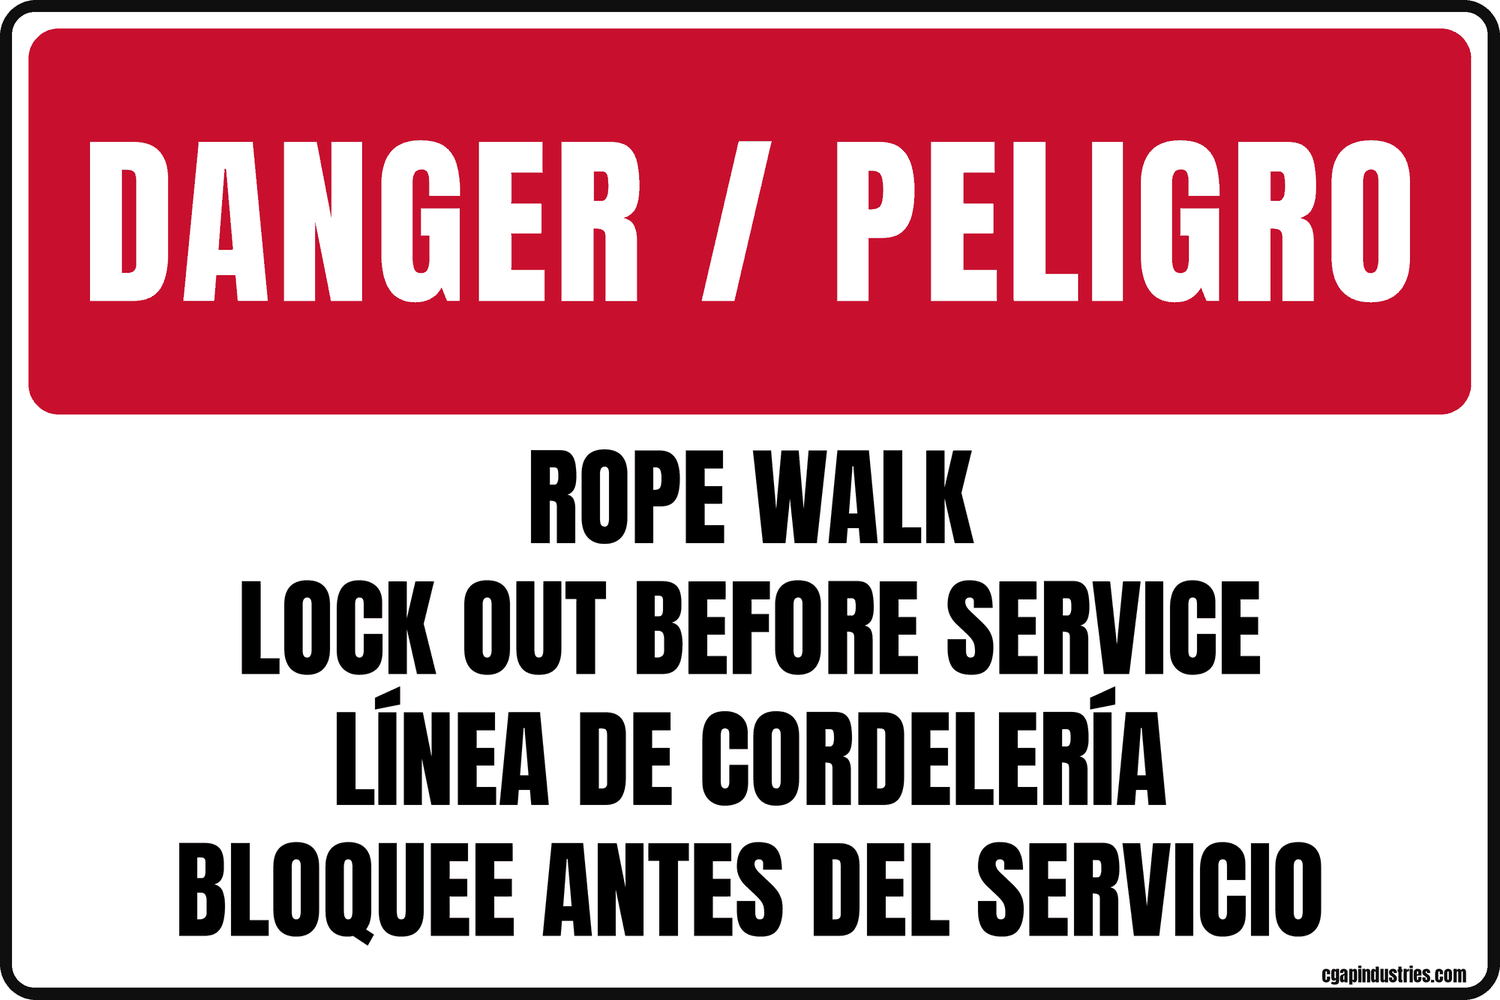 DANGER / PELIGRO
ROPE WALK
LOCK OUT BEFORE SERVICE
LÍNEA DE CORDELERÍA
BLOQUEE ANTES DEL SERVICIO
cgapindustries.com